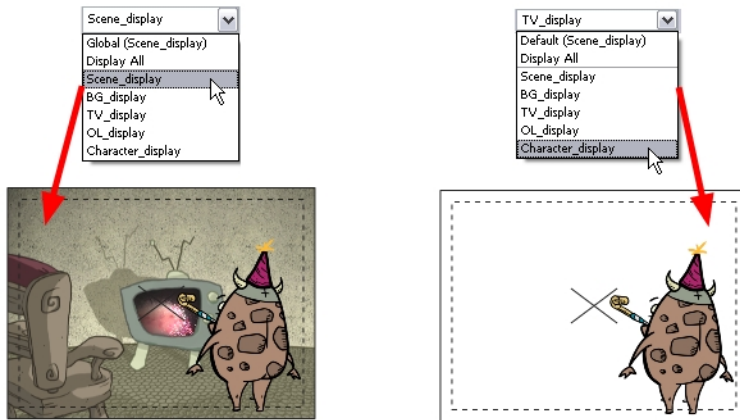 Scene_display
Global (Scene_display)
Display All
Scene_display
BG_display
TV_display
OL_display
Character_display
TV_display
Default (Scene_display)
Display All
Scene_display
BG_display
TV_display
OL_display
Character_display